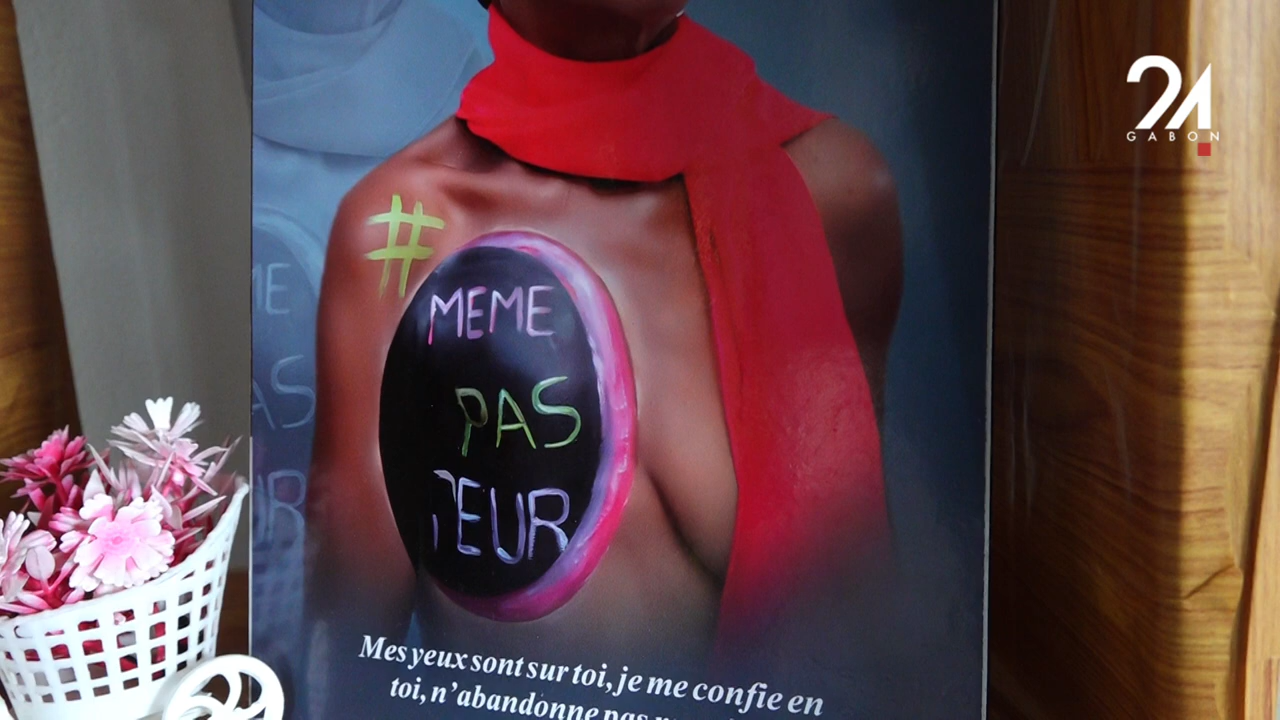 24
GABON
#
MEME
PAS
PEUR
Mes yeux sont sur toi, je me confie en
toi, n'abandonne pas